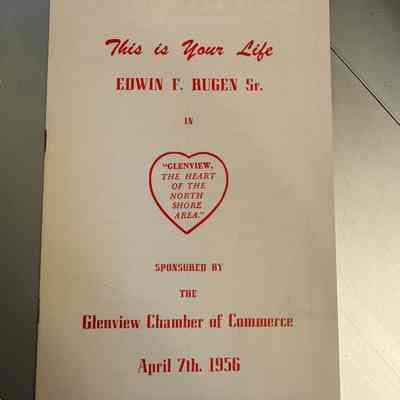 This is Your Life
EDWIN F. RUGEN Sr.
IN
"GLENVIEW,
THE HEART
OF THE
NORTH
SHORE
AREA."
SPONSURED BY
THE
Glenview Chamber of Commerce
April 7th. 1956